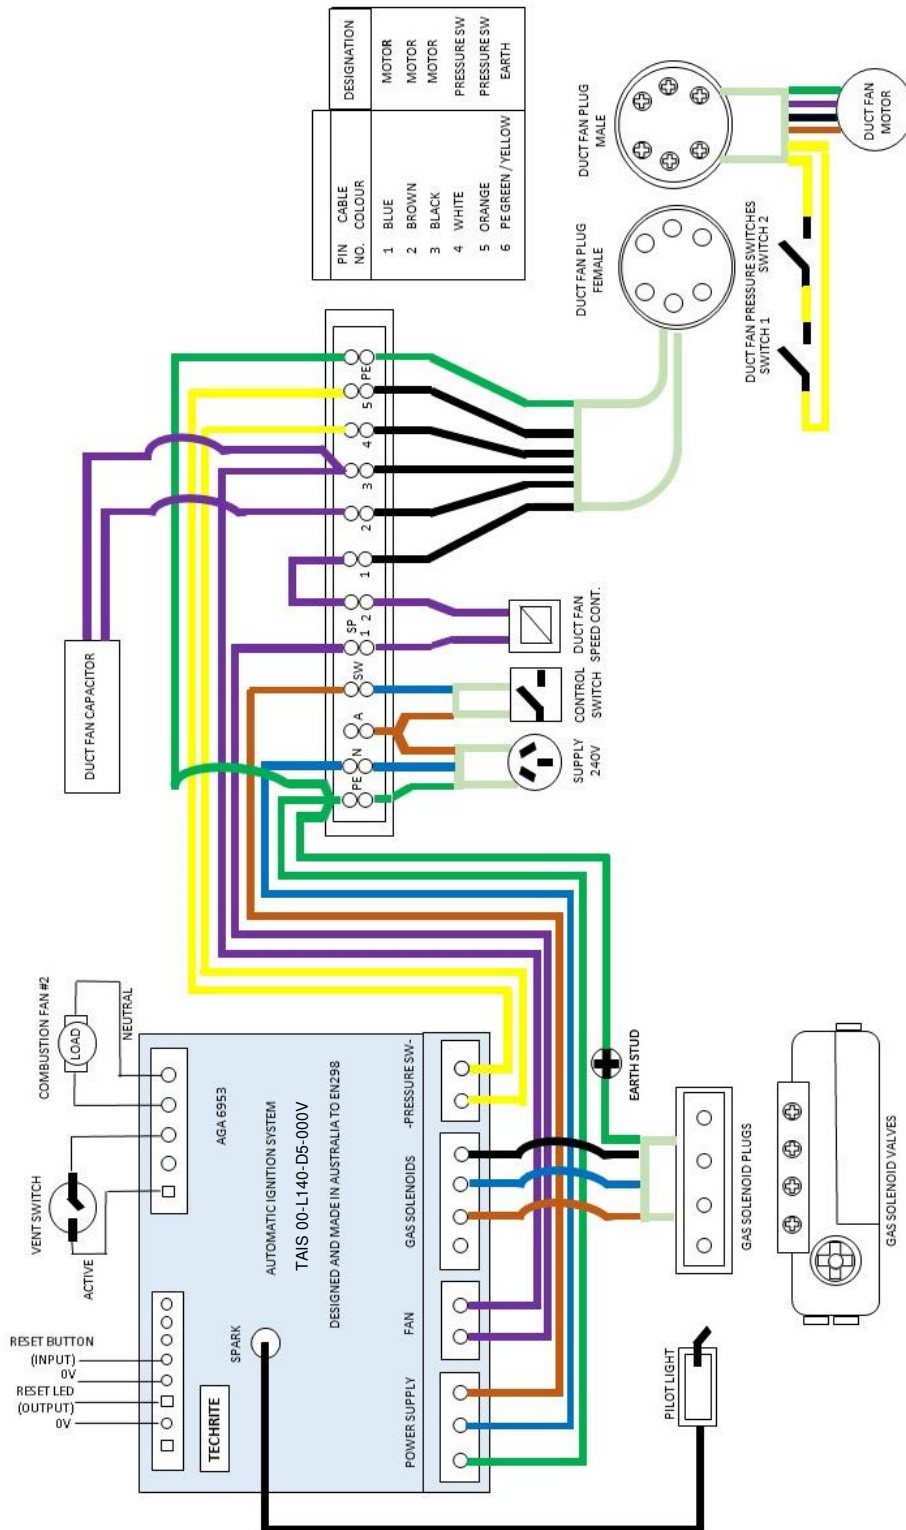 RESET BUTTON
(INPUT)
0V
RESET LED
(OUTPUT)
0V
ACTIVE
VENT SWITCH
COMBUSTION FAN #2
LOAD
NEUTRAL
TECHRITE
SPARK
AGA 6953
AUTOMATIC IGNITION SYSTEM
TAIS 00-L140-D5-000V
DESIGNED AND MADE IN AUSTRALIA TO EN298
POWER SUPPLY
FAN
GAS SOLENOIDS
-PRESSURE SW-
PILOT LIGHT
GAS SOLENOID PLUGS
GAS SOLENOID VALVES
EARTH STUD
DUCT FAN CAPACITOR
PE
N
A
SW
SP
1
2
1
2
3
4
5
PE
SUPPLY
240V
CONTROL
SWITCH
DUCT FAN
SPEED CONT.
PIN NO. CABLE COLOUR DESIGNATION
1 BLUE MOTOR
2 BROWN MOTOR
3 BLACK MOTOR
4 WHITE PRESSURE SW
5 ORANGE PRESSURE SW
6 PE GREEN / YELLOW EARTH
DUCT FAN PLUG
FEMALE
DUCT FAN PLUG
MALE
DUCT FAN PRESSURE SWITCHES
SWITCH 1
SWITCH 2
DUCT FAN
MOTOR